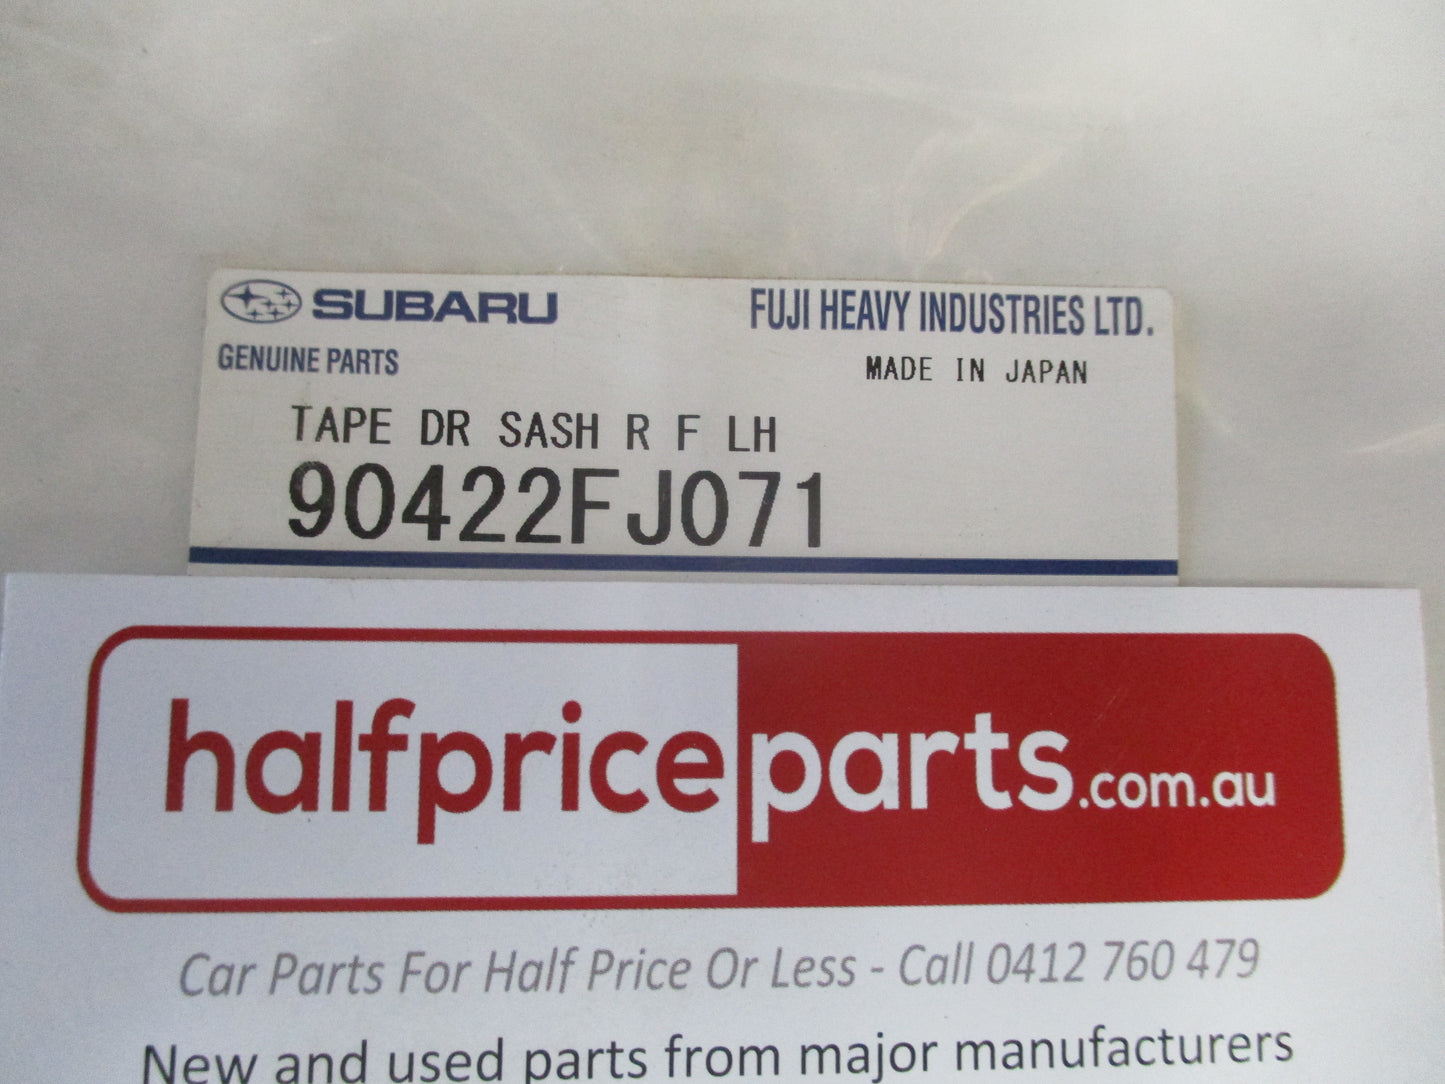 SUBARU FUJI HEAVY INDUSTRIES LTD.
GENUINE PARTS MADE IN JAPAN
TAPE DR SASH R F LH
90422FJ071
halfpriceparts.com.au
Car Parts For Half Price Or Less - Call 0412 760 479
New and used parts from major manufacturers